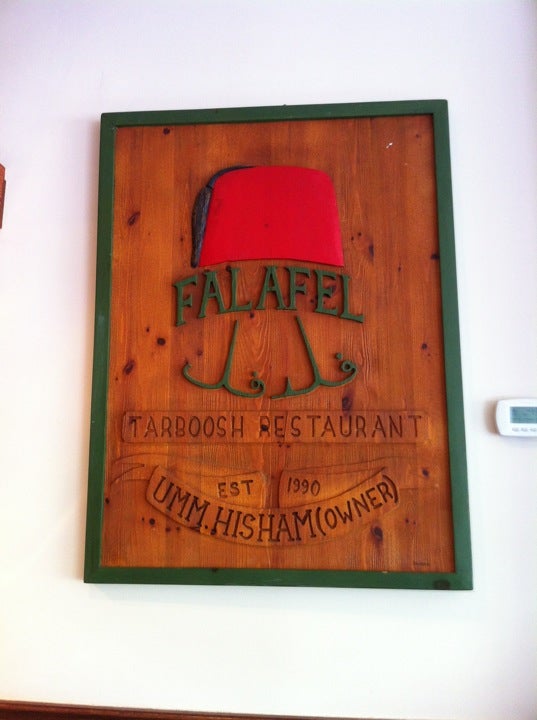 FALAFEL
فلافل
TARBOOSH RESTAURANT
EST 1990
UMM.HISHAM(OWNER)